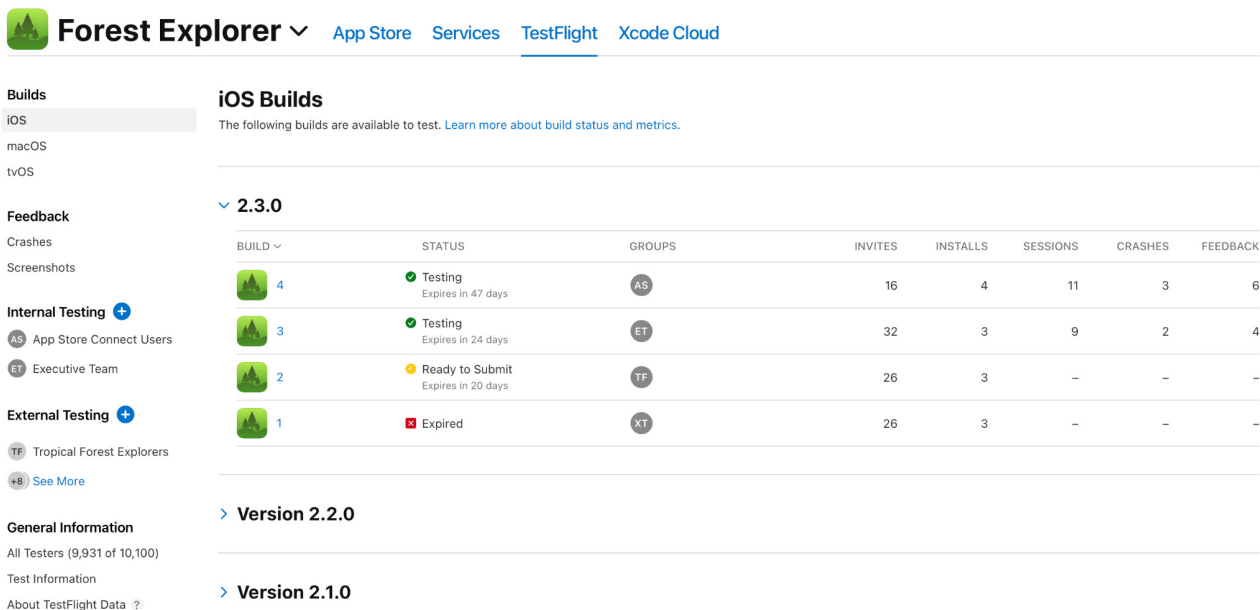 Forest Explorer App Store Services TestFlight Xcode Cloud
Builds
iOS
macOS
tvOS
Feedback
Crashes
Screenshots
Internal Testing
AS App Store Connect Users
ET Executive Team
External Testing
TF Tropical Forest Explorers
+8 See More
General Information
All Testers (9,931 of 10,100)
Test Information
About TestFlight Data ?
iOS Builds
The following builds are available to test. Learn more about build status and metrics.
2.3.0
BUILD STATUS GROUPS INVITES INSTALLS SESSIONS CRASHES FEEDBACK
4 Testing AS 16 4 11 3 6
Expires in 47 days
3 Testing ET 32 3 9 2 4
Expires in 24 days
2 Ready to Submit TF 26 3 – – –
Expires in 20 days
1 Expired XT 26 3 – – –
Version 2.2.0
Version 2.1.0